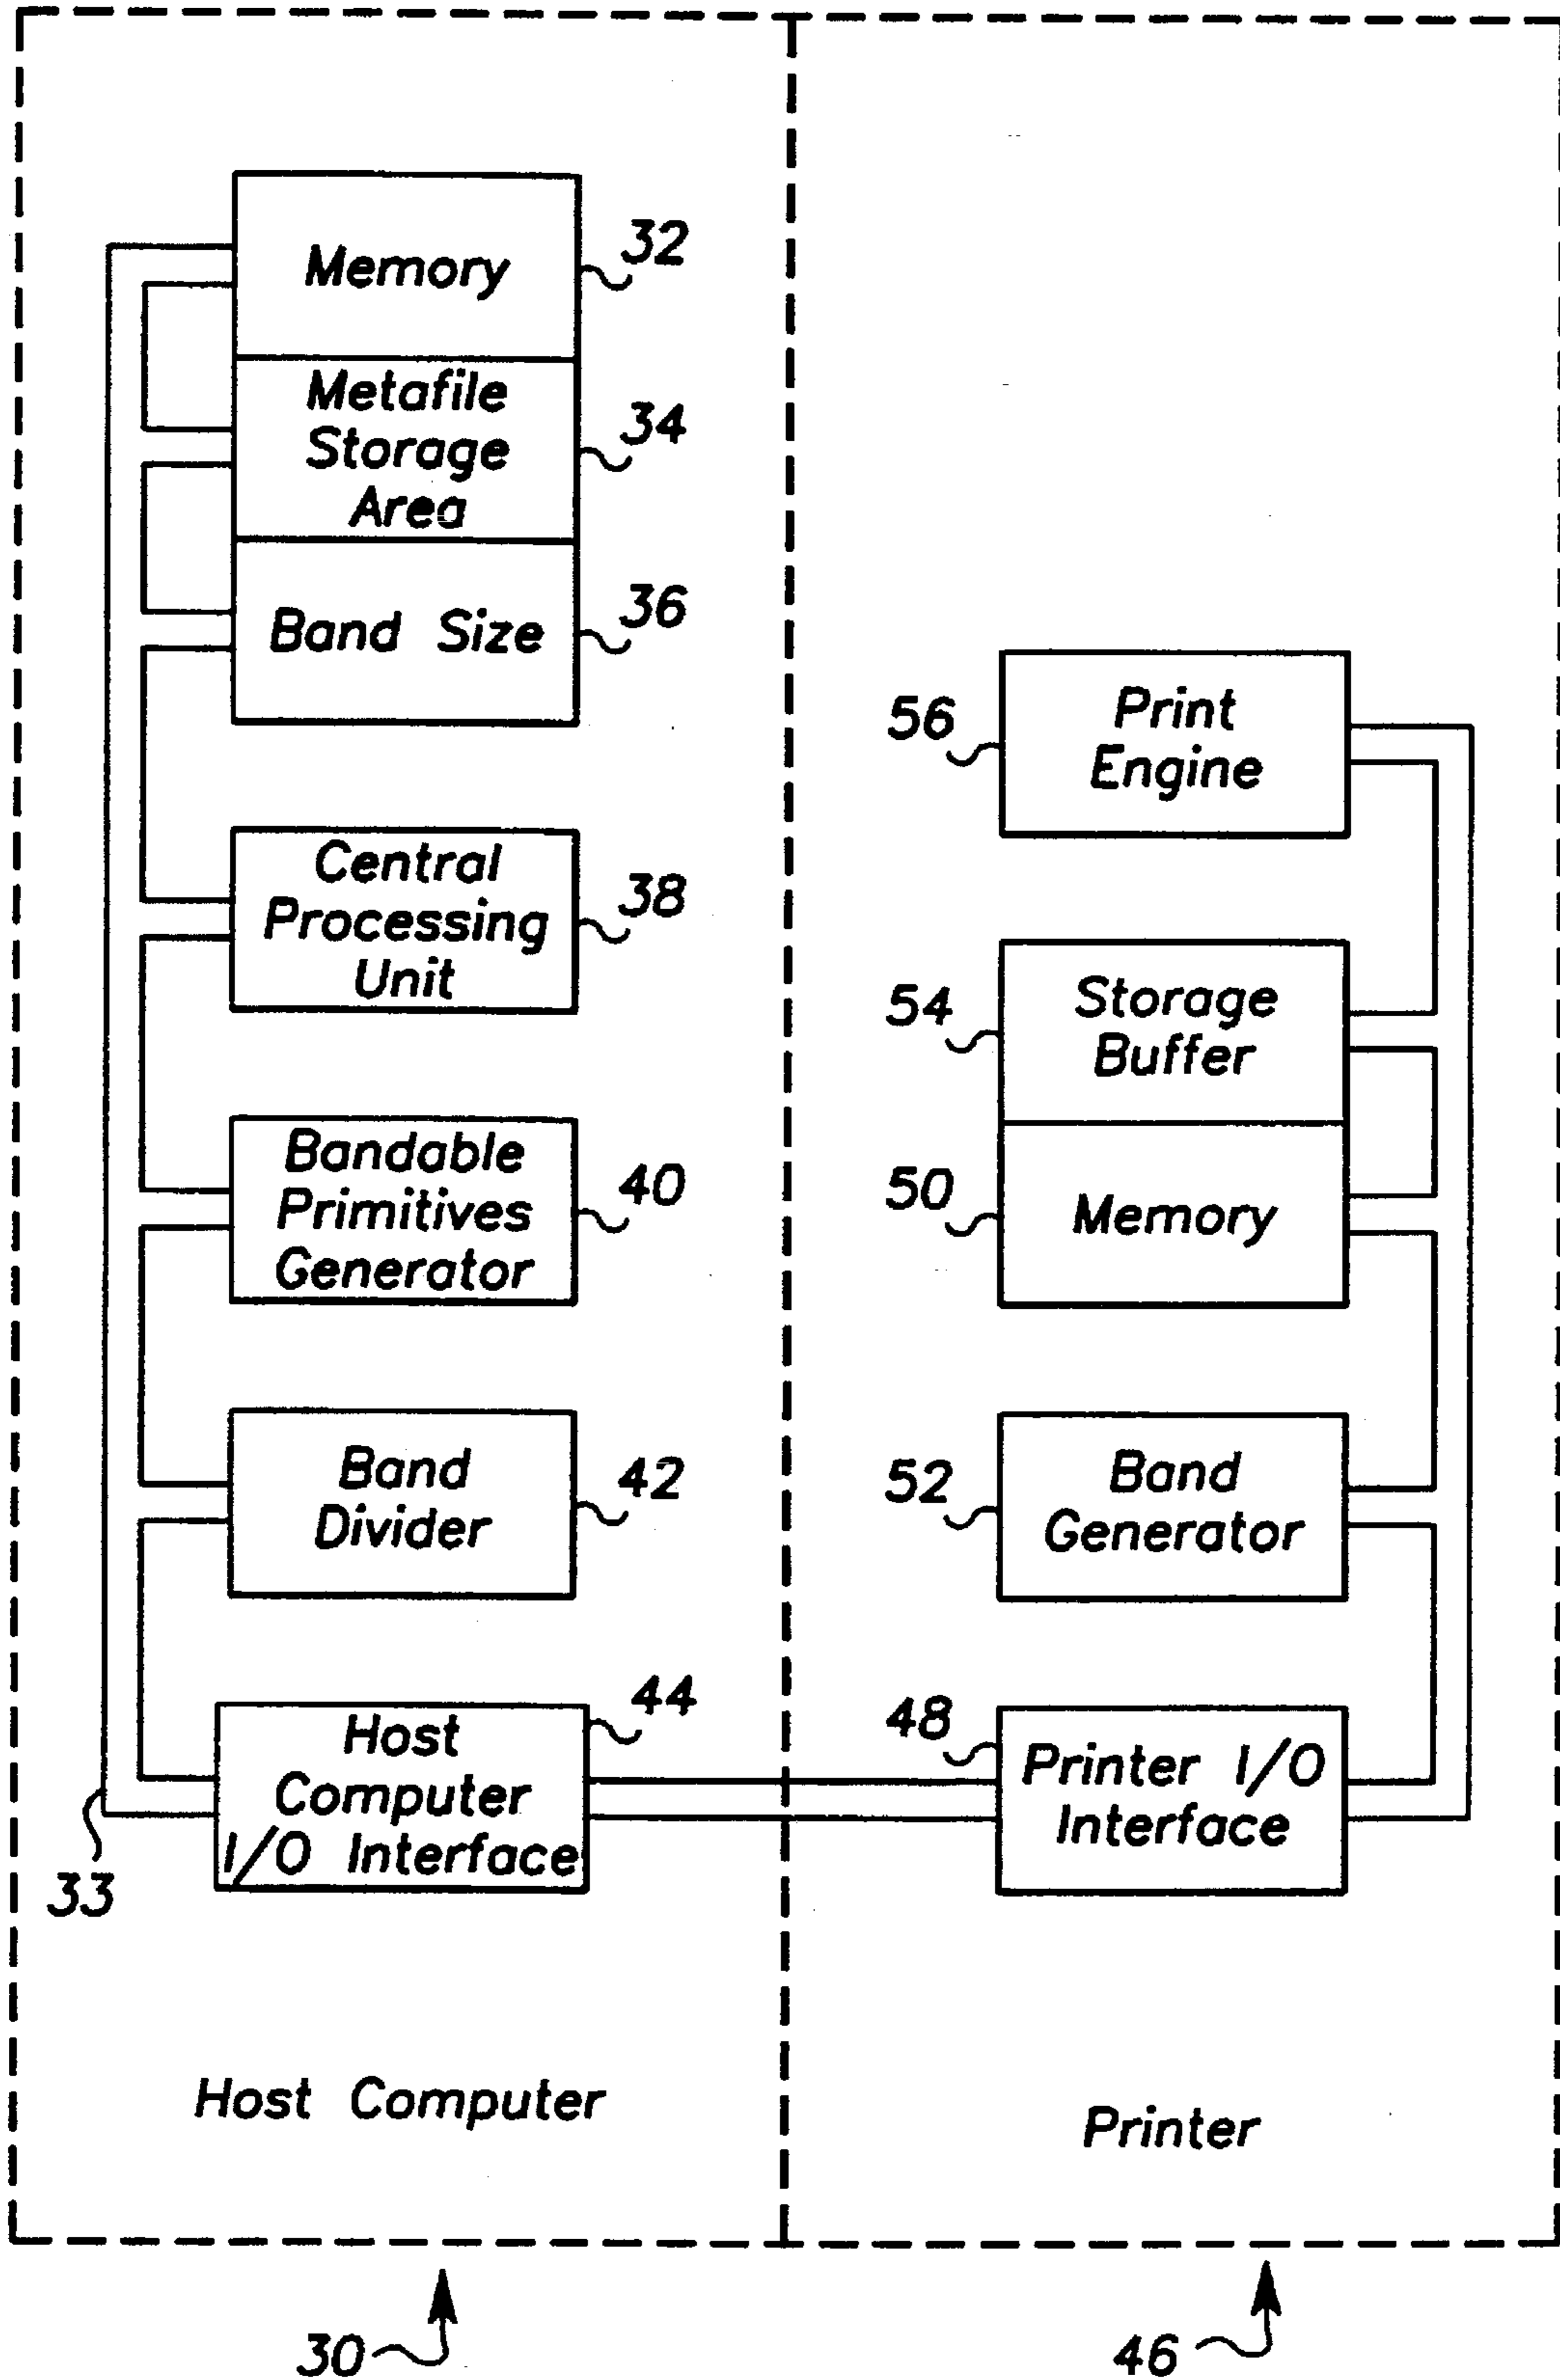 Memory
32
Metafile
Storage
Area
34
Band Size
36
Central
Processing
Unit
38
Bandable
Primitives
Generator
40
Band
Divider
42
Host
Computer
I/O Interface
44
33
Host Computer
30
Print
Engine
56
Storage
Buffer
54
Memory
50
Band
Generator
52
Printer I/O
Interface
48
Printer
46